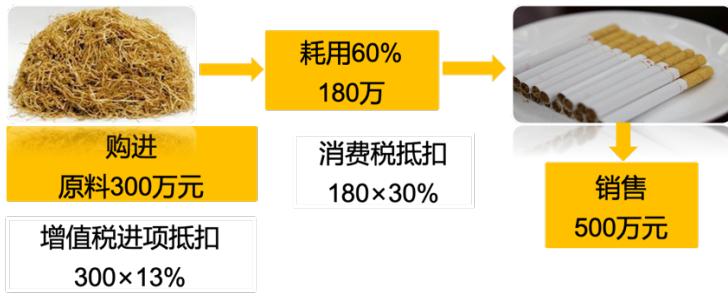 购进
原料300万元
增值税进项抵扣
300×13%
耗用60%
180万
消费税抵扣
180×30%
销售
500万元